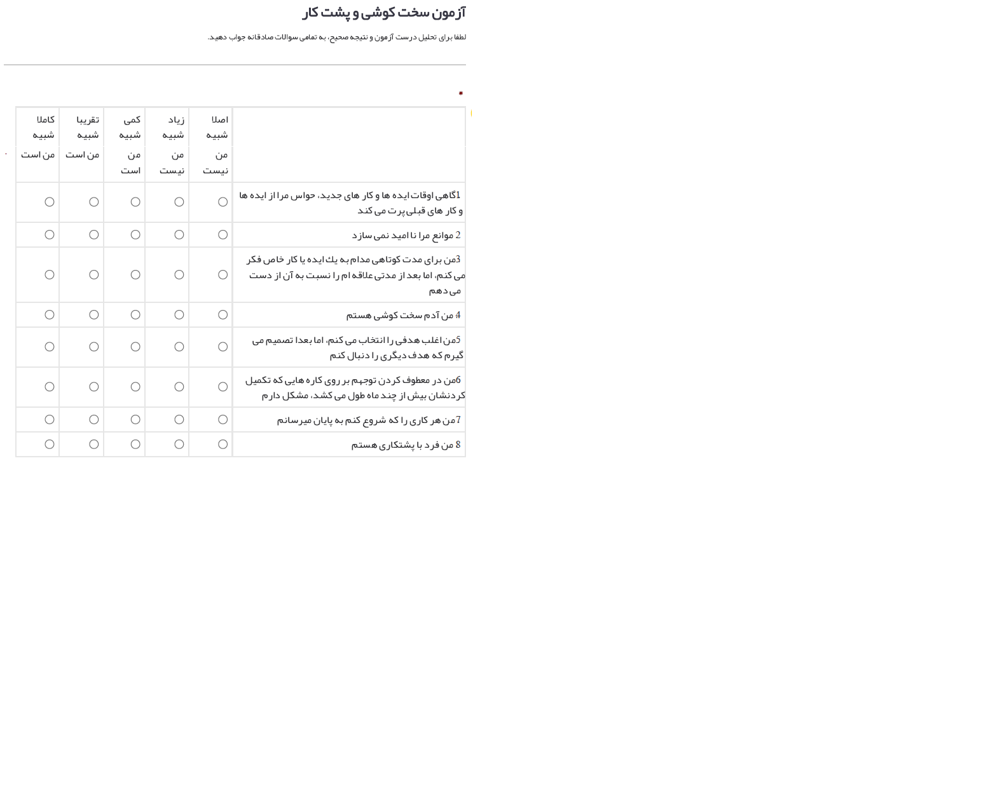 آزمون سخت کوشی و پشت کار
لطفا برای تحلیل درست آزمون و نتیجه صحیح، به تمامی سوالات صادقانه جواب دهید.
*
اصلا شبیه من نیست
زیاد شبیه من نیست
کمی شبیه من است
تقریبا شبیه من است
کاملا شبیه من است
1گاهی اوقات ایده ها و کار های جدید، حواس مرا از ایده ها
و کار های قبلی پرت می کند
2 موانع مرا نا امید نمی سازد
3من برای مدت کوتاهی مدام به یك ایده یا کار خاص فکر
می کنم، اما بعد از مدتی علاقه ام را نسبت به آن از دست
می دهم
4 من آدم سخت کوشی هستم
5من اغلب هدفی را انتخاب می کنم، اما بعدا تصمیم می
گیرم که هدف دیگری را دنبال کنم
6من در معطوف کردن توجهم بر روی کاره هایی که تکمیل
کردنشان بیش از چند ماه طول می کشد، مشکل دارم
7من هر کاری را که شروع کنم به پایان میرسانم
8 من فرد با پشتکاری هستم